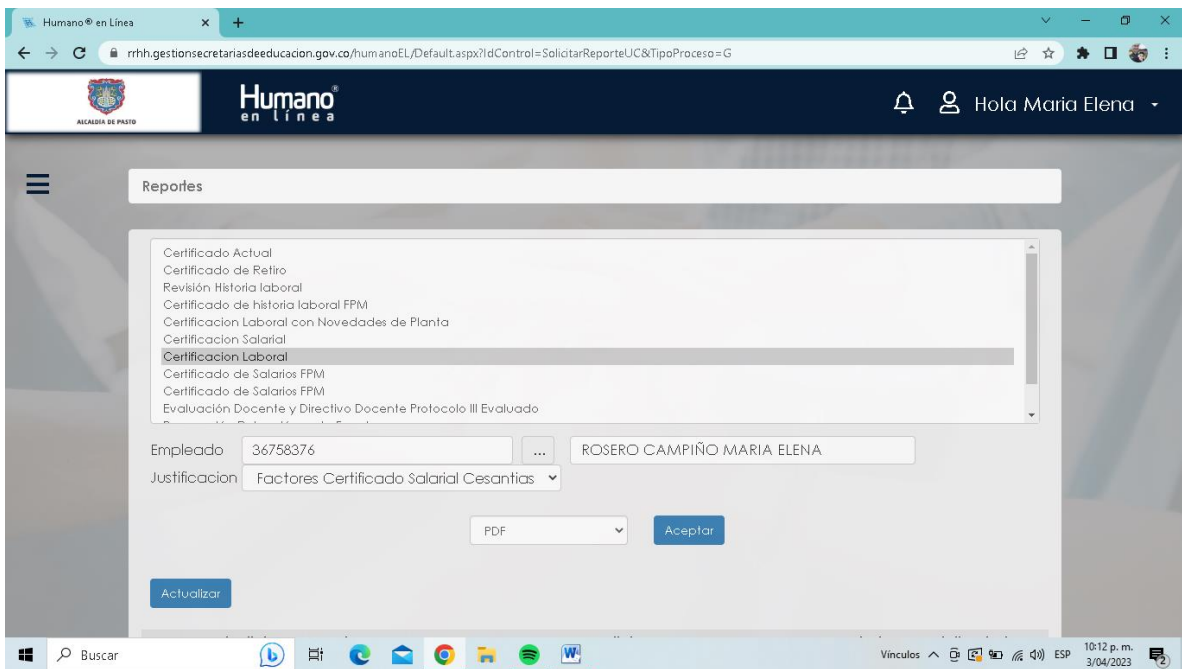 Humano® en Línea
rrhh.gestionsecretariasdeeducacion.gov.co/humanoEL/Default.aspx?IdControl=SolicitarReporteUC&TipoProceso=G
ALCALDÍA DE PASTO
Humano®
en línea
Hola Maria Elena
Reportes
Certificado Actual
Certificado de Retiro
Revisión Historia laboral
Certificado de historia laboral FPM
Certificacion Laboral con Novedades de Planta
Certificacion Salarial
Certificacion Laboral
Certificado de Salarios FPM
Certificado de Salarios FPM
Evaluación Docente y Directivo Docente Protocolo III Evaluado
Empleado 36758376 ... ROSERO CAMPIÑO MARIA ELENA
Justificacion Factores Certificado Salarial Cesantias
PDF Aceptar
Actualizar
Buscar Vínculos ESP 10:12 p. m.
3/04/2023 2